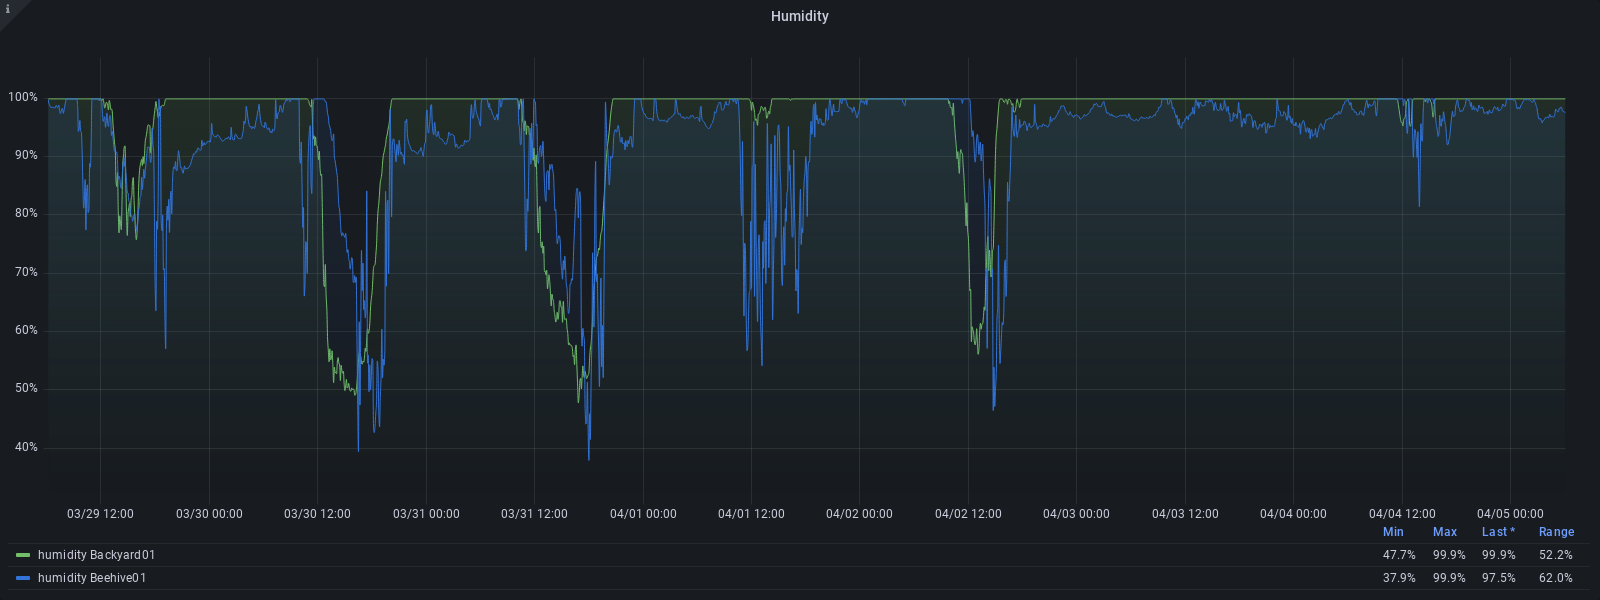 i
Humidity
100%
90%
80%
70%
60%
50%
40%
03/29 12:00 03/30 00:00 03/30 12:00 03/31 00:00 03/31 12:00 04/01 00:00 04/01 12:00 04/02 00:00 04/02 12:00 04/03 00:00 04/03 12:00 04/04 00:00 04/04 12:00 04/05 00:00
Min Max Last * Range
humidity Backyard01 47.7% 99.9% 99.9% 52.2%
humidity Beehive01 37.9% 99.9% 97.5% 62.0%